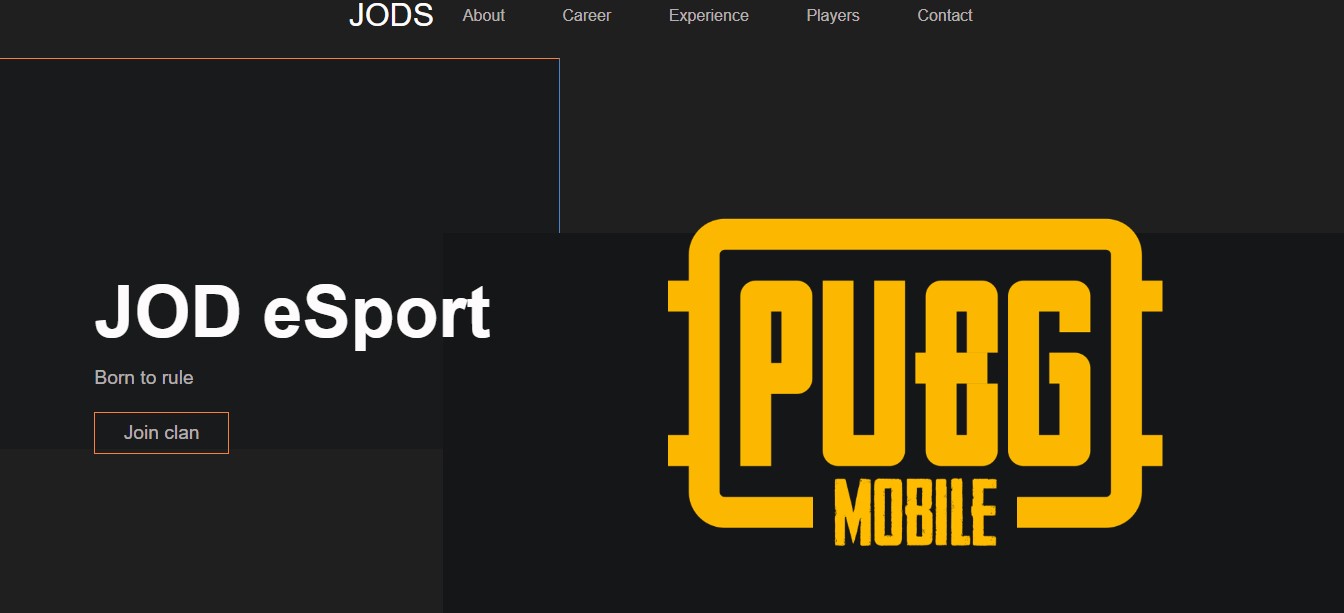 JODS About Career Experience Players Contact
JOD eSport
Born to rule
Join clan
PUBG
MOBILE